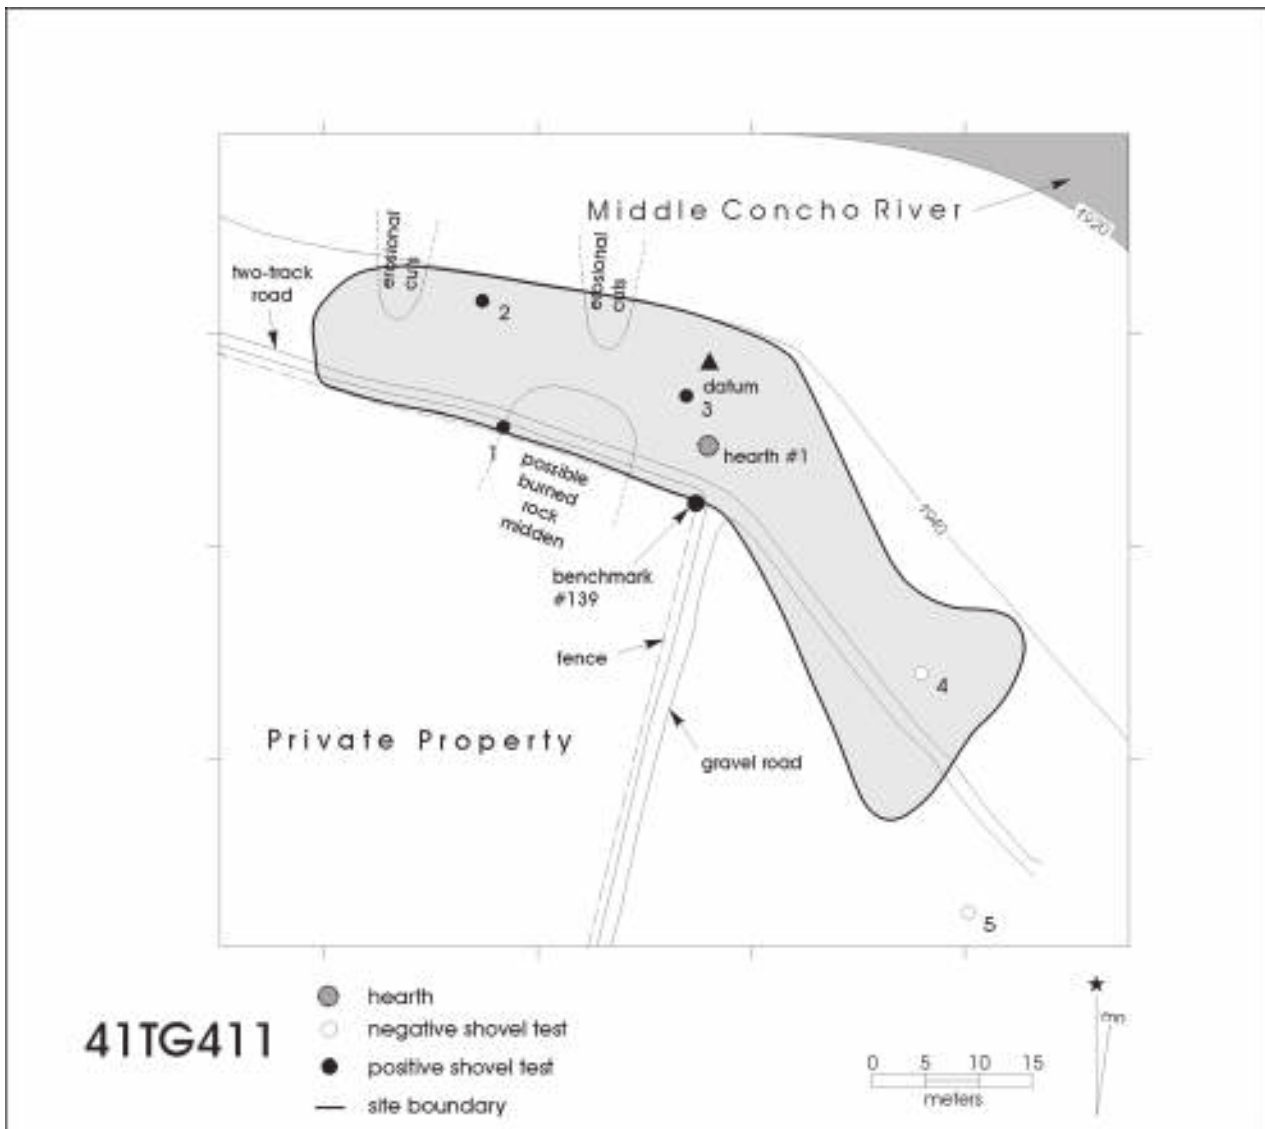 Middle Concho River
1920
erosional
cuts
erosional
cuts
two-track
road
2
datum
3
1
hearth #1
possible
burned
rock
midden
1940
benchmark
#139
fence
4
Private Property
gravel road
5
41TG411
hearth
negative shovel test
positive shovel test
site boundary
0 5 10 15
meters
mn